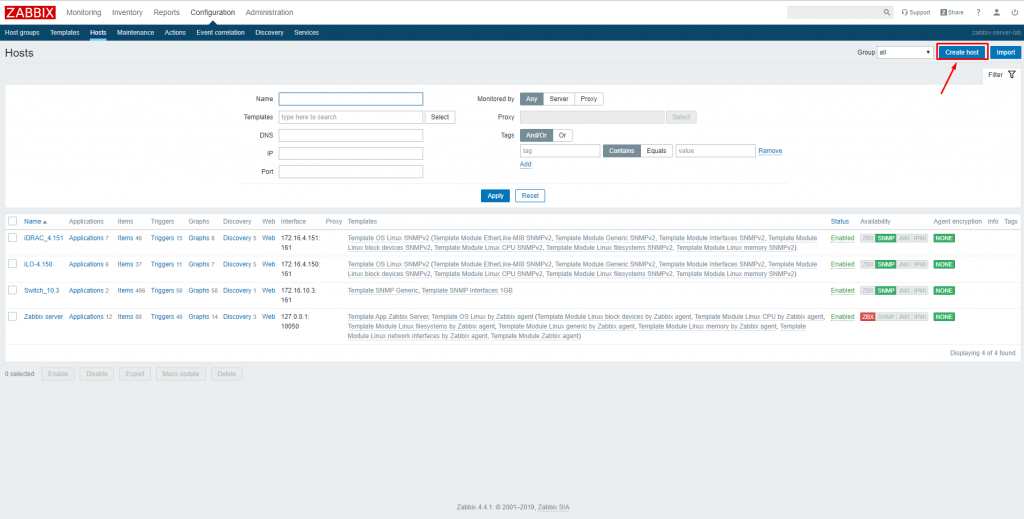 ZABBIX Monitoring Inventory Reports Configuration Administration Support Share ?
Host groups Templates Hosts Maintenance Actions Event correlation Discovery Services zabbix-server-lab
Hosts Group all Create host Import
Filter
Name Monitored by Any Server Proxy
Templates type here to search Select Proxy Select
DNS Tags And/Or Or
IP tag Contains Equals value Remove
Port Add
Apply Reset
Name Applications Items Triggers Graphs Discovery Web Interface Proxy Templates Status Availability Agent encryption Info Tags
iDRAC_4.151 Applications 7 Items 46 Triggers 15 Graphs 8 Discovery 5 Web 172.16.4.151: Template OS Linux SNMPv2 (Template Module EtherLike-MIB SNMPv2, Template Module Generic SNMPv2, Template Module Interfaces SNMPv2, Template Enabled ZBX SNMP JMX IPMI NONE
161 Module Linux block devices SNMPv2, Template Module Linux CPU SNMPv2, Template Module Linux filesystems SNMPv2, Template Module Linux memory SNMPv2)
iLO-4.150 Applications 6 Items 37 Triggers 11 Graphs 7 Discovery 5 Web 172.16.4.150: Template OS Linux SNMPv2 (Template Module EtherLike-MIB SNMPv2, Template Module Generic SNMPv2, Template Module Interfaces SNMPv2, Template Enabled ZBX SNMP JMX IPMI NONE
161 Module Linux block devices SNMPv2, Template Module Linux CPU SNMPv2, Template Module Linux filesystems SNMPv2, Template Module Linux memory SNMPv2)
Switch_10.3 Applications 2 Items 406 Triggers 50 Graphs 50 Discovery 1 Web 172.16.10.3: Template SNMP Generic, Template SNMP Interfaces 1GB Enabled ZBX SNMP JMX IPMI NONE
161
Zabbix server Applications 12 Items 88 Triggers 48 Graphs 14 Discovery 3 Web 127.0.0.1: Template App Zabbix Server, Template OS Linux by Zabbix agent (Template Module Linux block devices by Zabbix agent, Template Module Linux CPU by Zabbix agent, Enabled ZBX SNMP JMX IPMI NONE
10050 Template Module Linux filesystems by Zabbix agent, Template Module Linux generic by Zabbix agent, Template Module Linux memory by Zabbix agent, Template
Module Linux network interfaces by Zabbix agent, Template Module Zabbix agent)
Displaying 4 of 4 found
0 selected Enable Disable Export Mass update Delete
Zabbix 4.4.1. © 2001–2019, Zabbix SIA